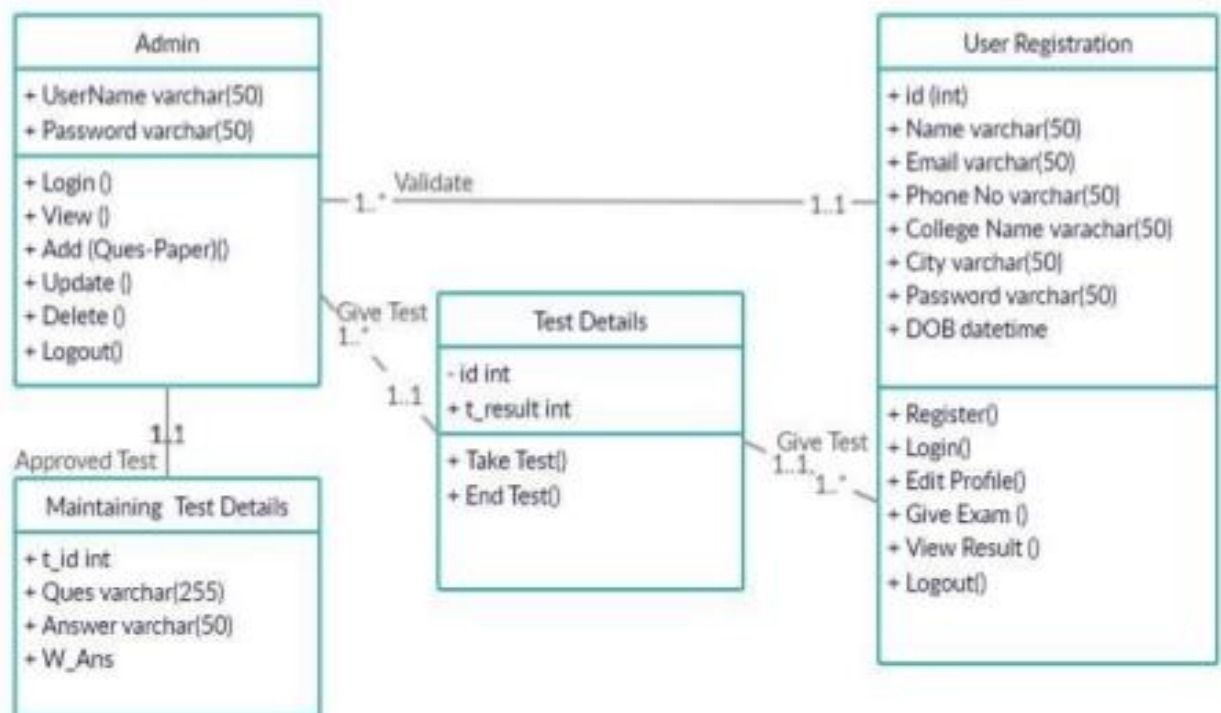 Admin
+ UserName varchar(50)
+ Password varchar(50)
+ Login ()
+ View ()
+ Add (Ques-Paper)()
+ Update ()
+ Delete ()
+ Logout()
Validate
1..*
1..1
User Registration
+ id (int)
+ Name varchar(50)
+ Email varchar(50)
+ Phone No varchar(50)
+ College Name varachar(50)
+ City varchar(50)
+ Password varchar(50)
+ DOB datetime
+ Register()
+ Login()
+ Edit Profile()
+ Give Exam ()
+ View Result ()
+ Logout()
Give Test
1..*
1..1
Test Details
- id int
+ t_result int
+ Take Test()
+ End Test()
Give Test
1..1.
1..*
1..1
Approved Test
Maintaining Test Details
+ t_id int
+ Ques varchar(255)
+ Answer varchar(50)
+ W_Ans